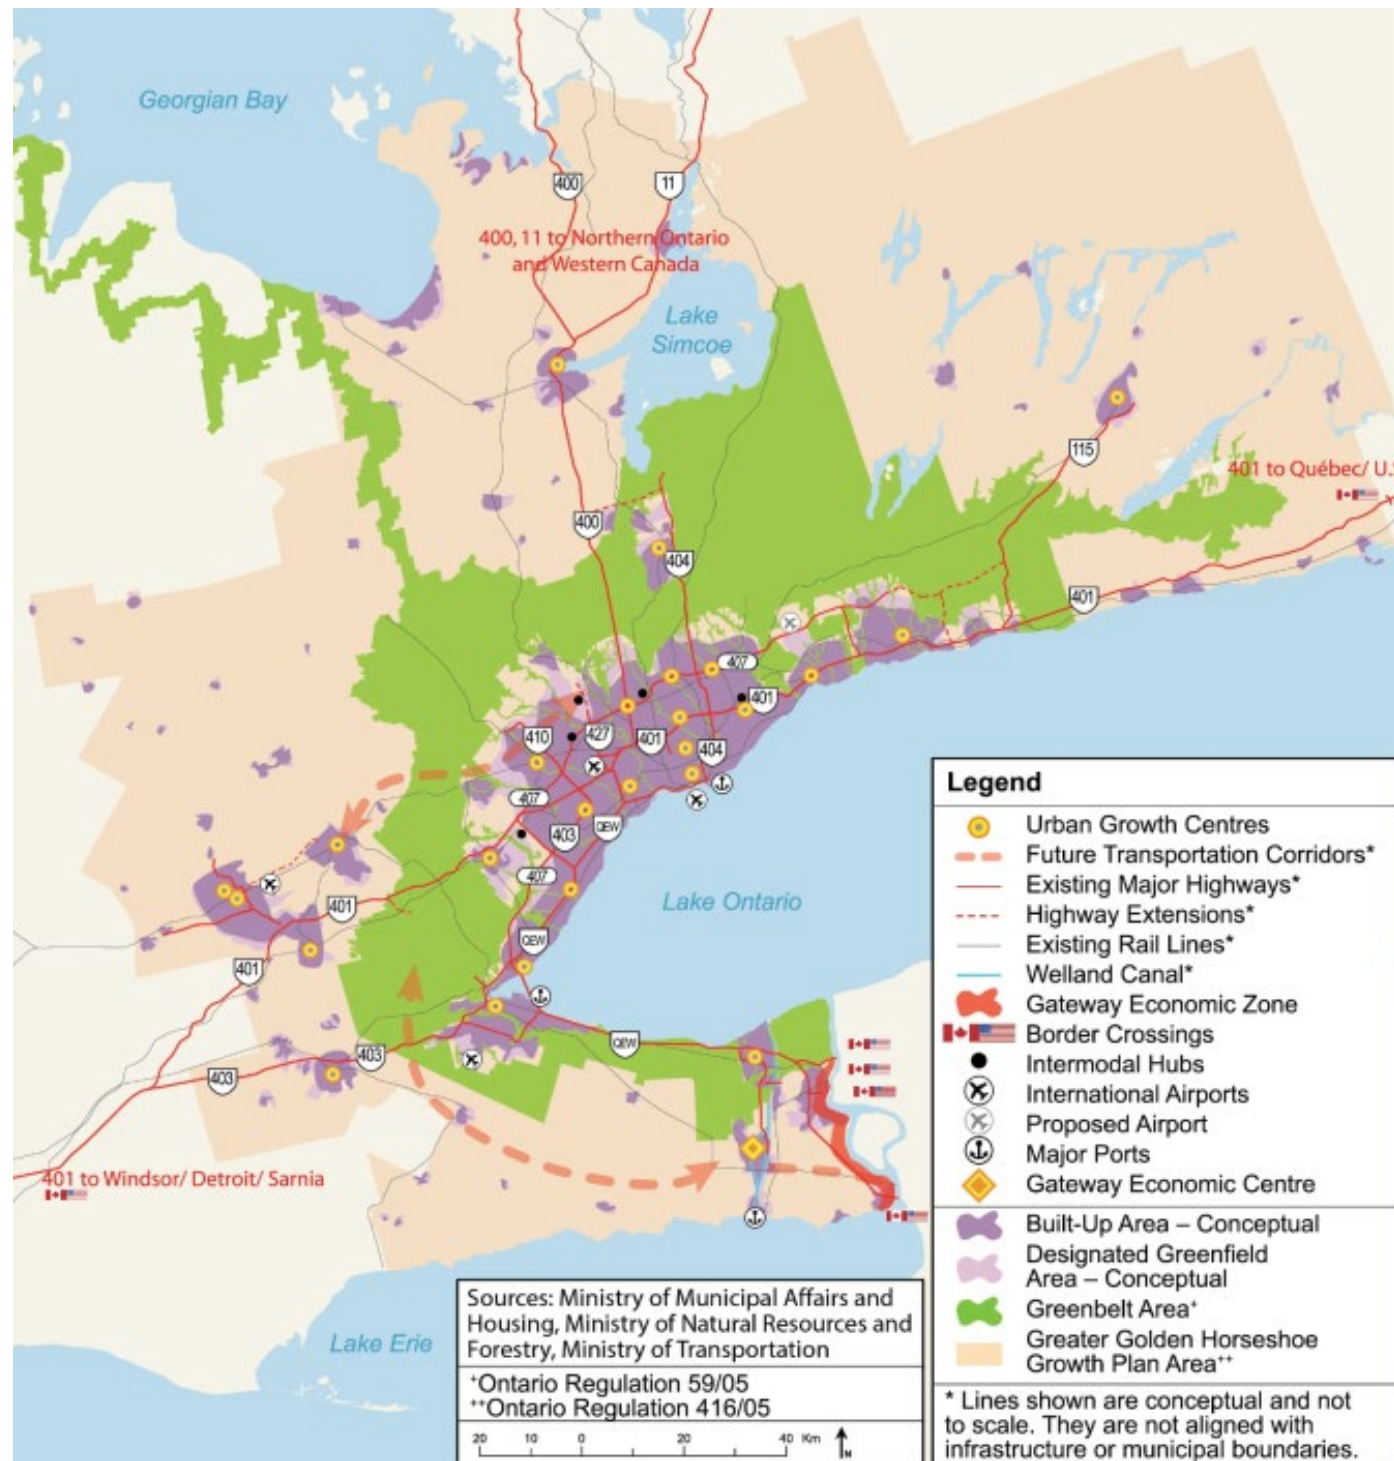 Georgian Bay
400
11
400, 11 to Northern Ontario
and Western Canada
Lake
Simcoe
115
401 to Québec/ U.S
400
404
401
407
401
410
427
401
404
407
403
QEW
407
Lake Ontario
401
QEW
401
QEW
403
403
401 to Windsor/ Detroit/ Sarnia
Lake Erie
Legend
Urban Growth Centres
Future Transportation Corridors*
Existing Major Highways*
Highway Extensions*
Existing Rail Lines*
Welland Canal*
Gateway Economic Zone
Border Crossings
Intermodal Hubs
International Airports
Proposed Airport
Major Ports
Gateway Economic Centre
Built-Up Area – Conceptual
Designated Greenfield
Area – Conceptual
Greenbelt Area⁺
Greater Golden Horseshoe
Growth Plan Area⁺⁺
* Lines shown are conceptual and not
to scale. They are not aligned with
infrastructure or municipal boundaries.
Sources: Ministry of Municipal Affairs and
Housing, Ministry of Natural Resources and
Forestry, Ministry of Transportation
⁺Ontario Regulation 59/05
⁺⁺Ontario Regulation 416/05
20 10 0 20 40 Km N